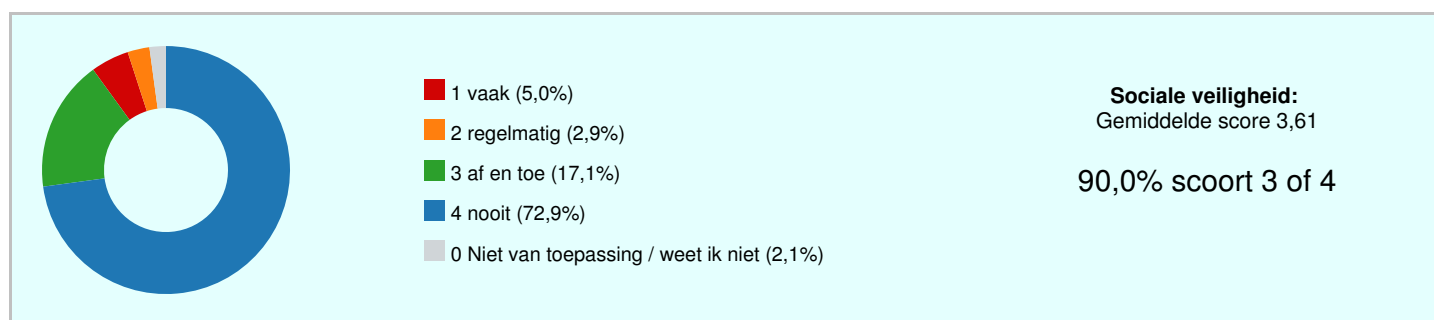 1 vaak (5,0%)
2 regelmatig (2,9%)
3 af en toe (17,1%)
4 nooit (72,9%)
0 Niet van toepassing / weet ik niet (2,1%)
Sociale veiligheid:
Gemiddelde score 3,61
90,0% scoort 3 of 4